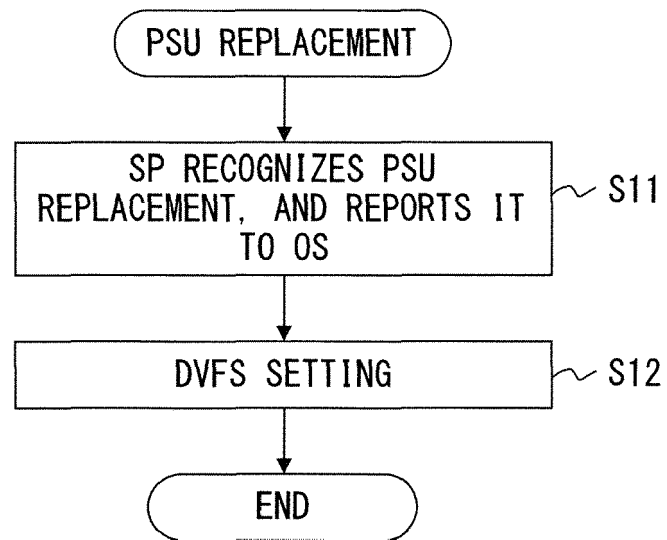 PSU REPLACEMENT
SP RECOGNIZES PSU
REPLACEMENT, AND REPORTS IT
TO OS
S11
DVFS SETTING
S12
END